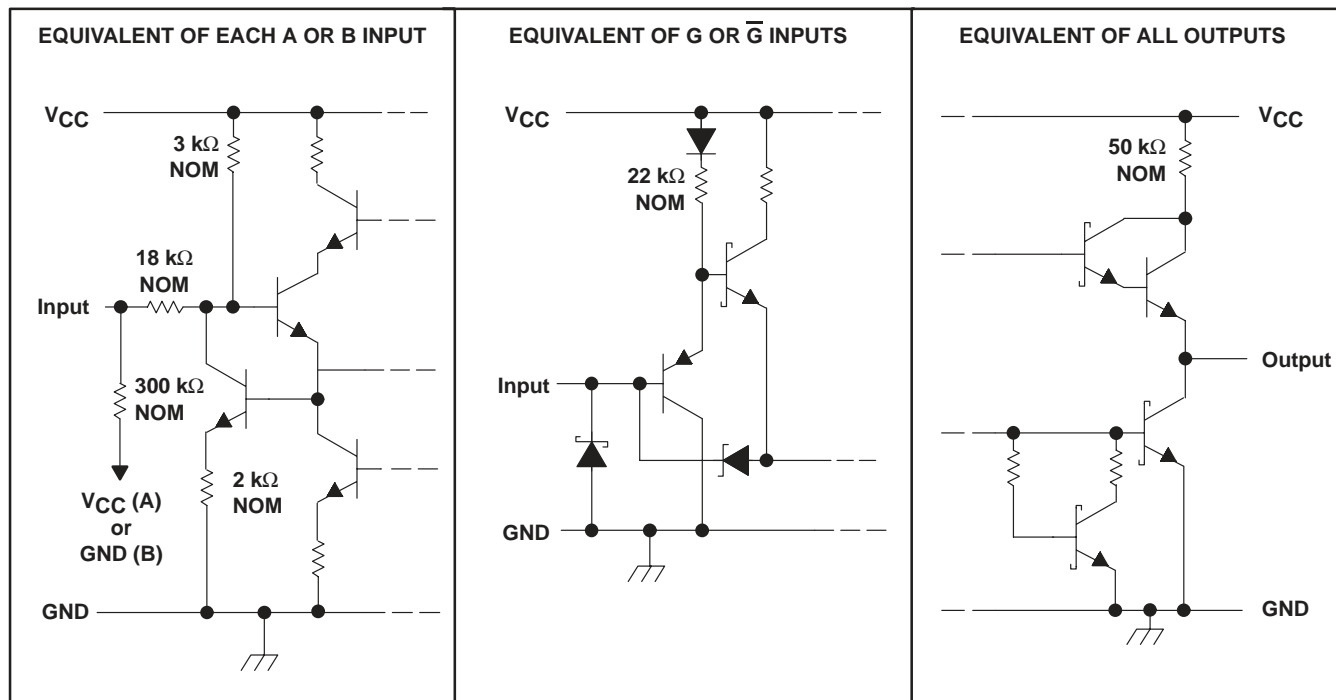 EQUIVALENT OF EACH A OR B INPUT
VCC
3 kΩ
NOM
18 kΩ
NOM
Input
300 kΩ
NOM
2 kΩ
NOM
VCC (A)
or
GND (B)
GND
EQUIVALENT OF G OR G̅ INPUTS
VCC
22 kΩ
NOM
Input
GND
EQUIVALENT OF ALL OUTPUTS
VCC
50 kΩ
NOM
Output
GND